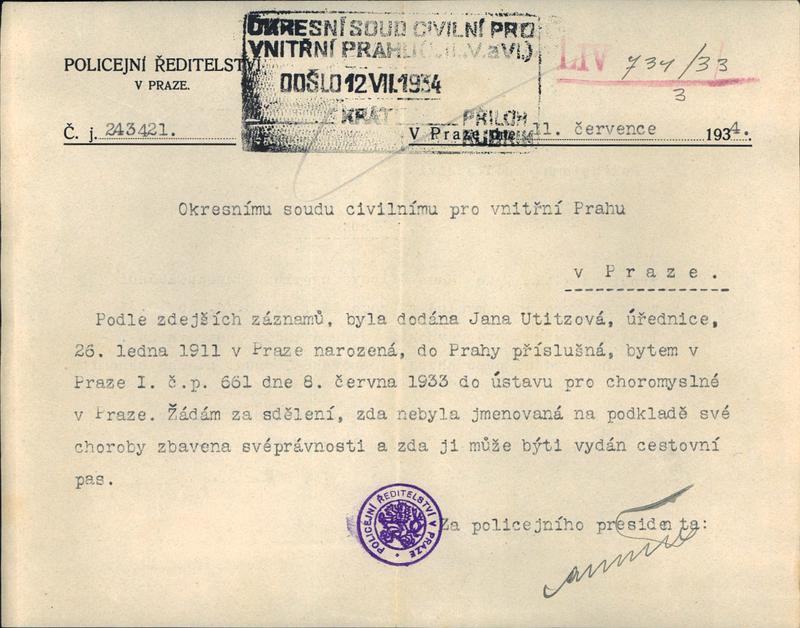 OKRESNÍ SOUD CIVILNÍ PRO
VNITŘNÍ PRAHU (I.,II.,V. a VI.)
DOŠLO 12 VII. 1934
KRÁT
PŘÍLOH
RUBRIK
LIV 734/33
3
POLICEJNÍ ŘEDITELSTVÍ
V PRAZE.
Č. j. 243421.
V Praze dne 11. července 1934.
Okresnímu soudu civilnímu pro vnitřní Prahu
v Praze.
Podle zdejších záznamů, byla dodána Jana Utitzová, úřednice,
26. ledna 1911 v Praze narozená, do Prahy příslušná, bytem v
Praze I. č.p. 661 dne 8. června 1933 do ústavu pro choromyslné
v Praze. Žádám za sdělení, zda nebyla jmenovaná na podkladě své
choroby zbavena svéprávnosti a zda ji může býti vydán cestovní
pas.
POLICEJNÍ ŘEDITELSTVÍ V PRAZE
Za policejního presidenta: